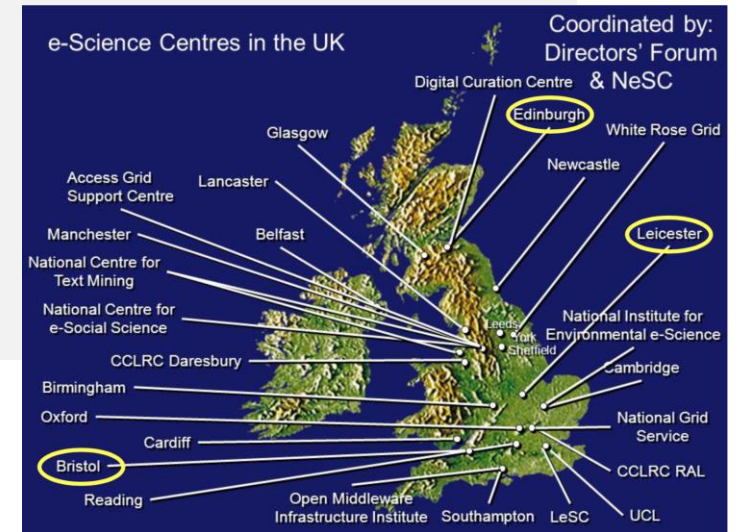 e-Science Centres in the UK
Coordinated by:
Directors' Forum
& NeSC
Digital Curation Centre
Edinburgh
Glasgow
White Rose Grid
Newcastle
Access Grid
Support Centre
Lancaster
Manchester
Belfast
Leicester
National Centre for
Text Mining
National Centre for
e-Social Science
Leeds
York
Sheffield
National Institute for
Environmental e-Science
CCLRC Daresbury
Cambridge
Birmingham
Oxford
National Grid
Service
Cardiff
Bristol
CCLRC RAL
Reading
Open Middleware
Infrastructure Institute
Southampton
LeSC
UCL